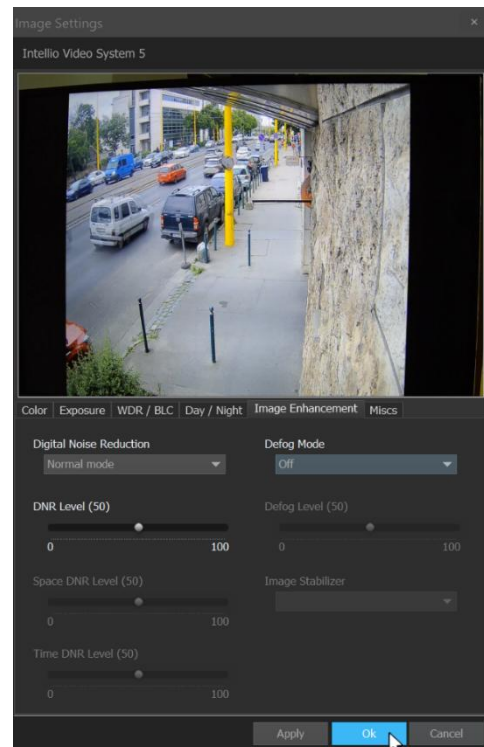 Image Settings ×
Intellio Video System 5
Color Exposure WDR / BLC Day / Night Image Enhancement Miscs
Digital Noise Reduction
Normal mode
Defog Mode
Off
DNR Level (50)
0 100
Defog Level (50)
0 100
Space DNR Level (50)
0 100
Image Stabilizer
Time DNR Level (50)
0 100
Apply Ok Cancel